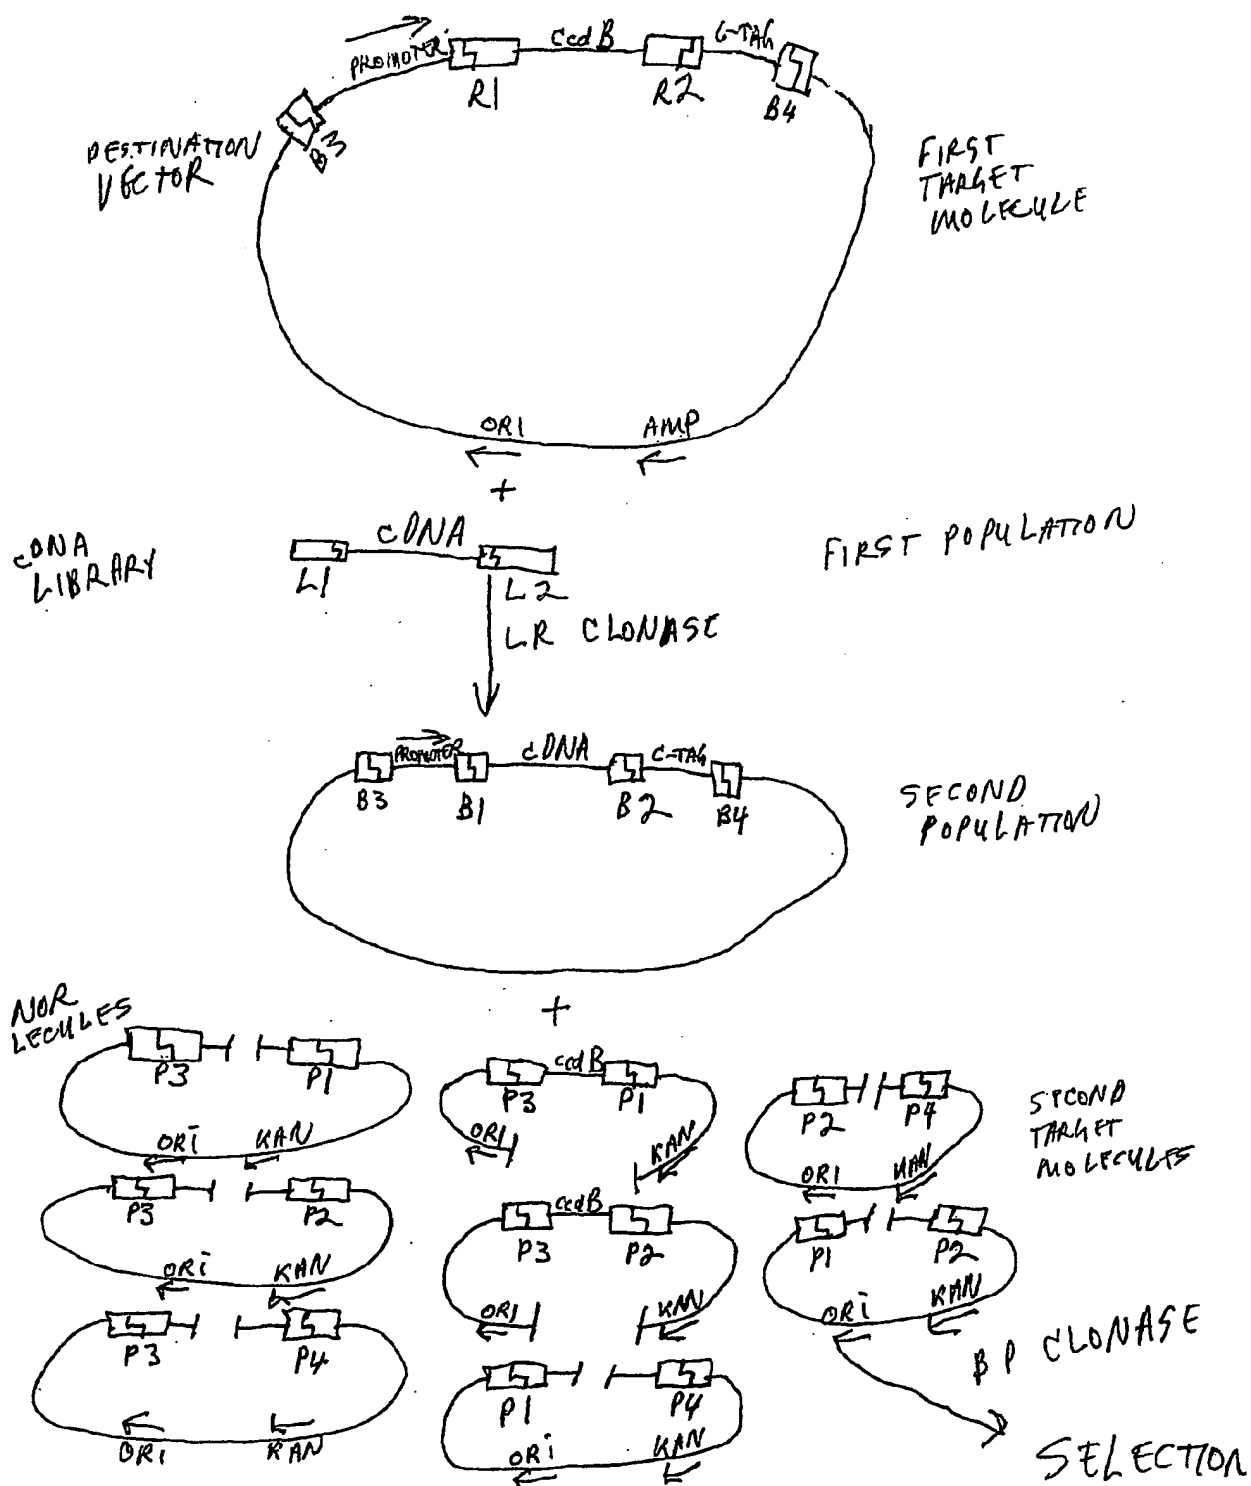 PROMOTER
CcdB
C-TAG
R1
R2
B4
B3
DESTINATION
VECTOR
FIRST
TARGET
MOLECULE
ORI
AMP
+
cDNA
LIBRARY
cDNA
L1
L2
FIRST POPULATION
LR CLONASE
PROMOTER
cDNA
C-TAG
B3
B1
B2
B4
SECOND
POPULATION
+
NOR
LECULES
P3
P1
ORI
KAN
ccdB
P3
P1
ORI
KAN
P2
P4
ORI
KAN
SECOND
TARGET
MOLECULES
P3
P2
ORI
KAN
ccdB
P3
P2
ORI
KAN
P1
P2
ORI
KAN
P3
P4
ORI
KAN
P1
P4
ORI
KAN
BP CLONASE
SELECTION